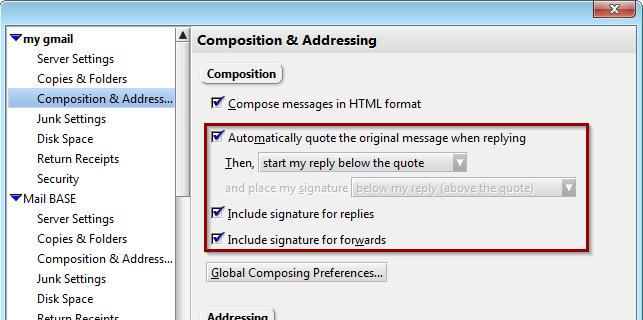 my gmail
Server Settings
Copies & Folders
Composition & Addres...
Junk Settings
Disk Space
Return Receipts
Security
Mail BASE
Server Settings
Copies & Folders
Composition & Addres...
Junk Settings
Disk Space
Return Receipts
Composition & Addressing
Composition
Compose messages in HTML format
Automatically quote the original message when replying
Then, start my reply below the quote
and place my signature below my reply (above the quote)
Include signature for replies
Include signature for forwards
Global Composing Preferences...
Addressing